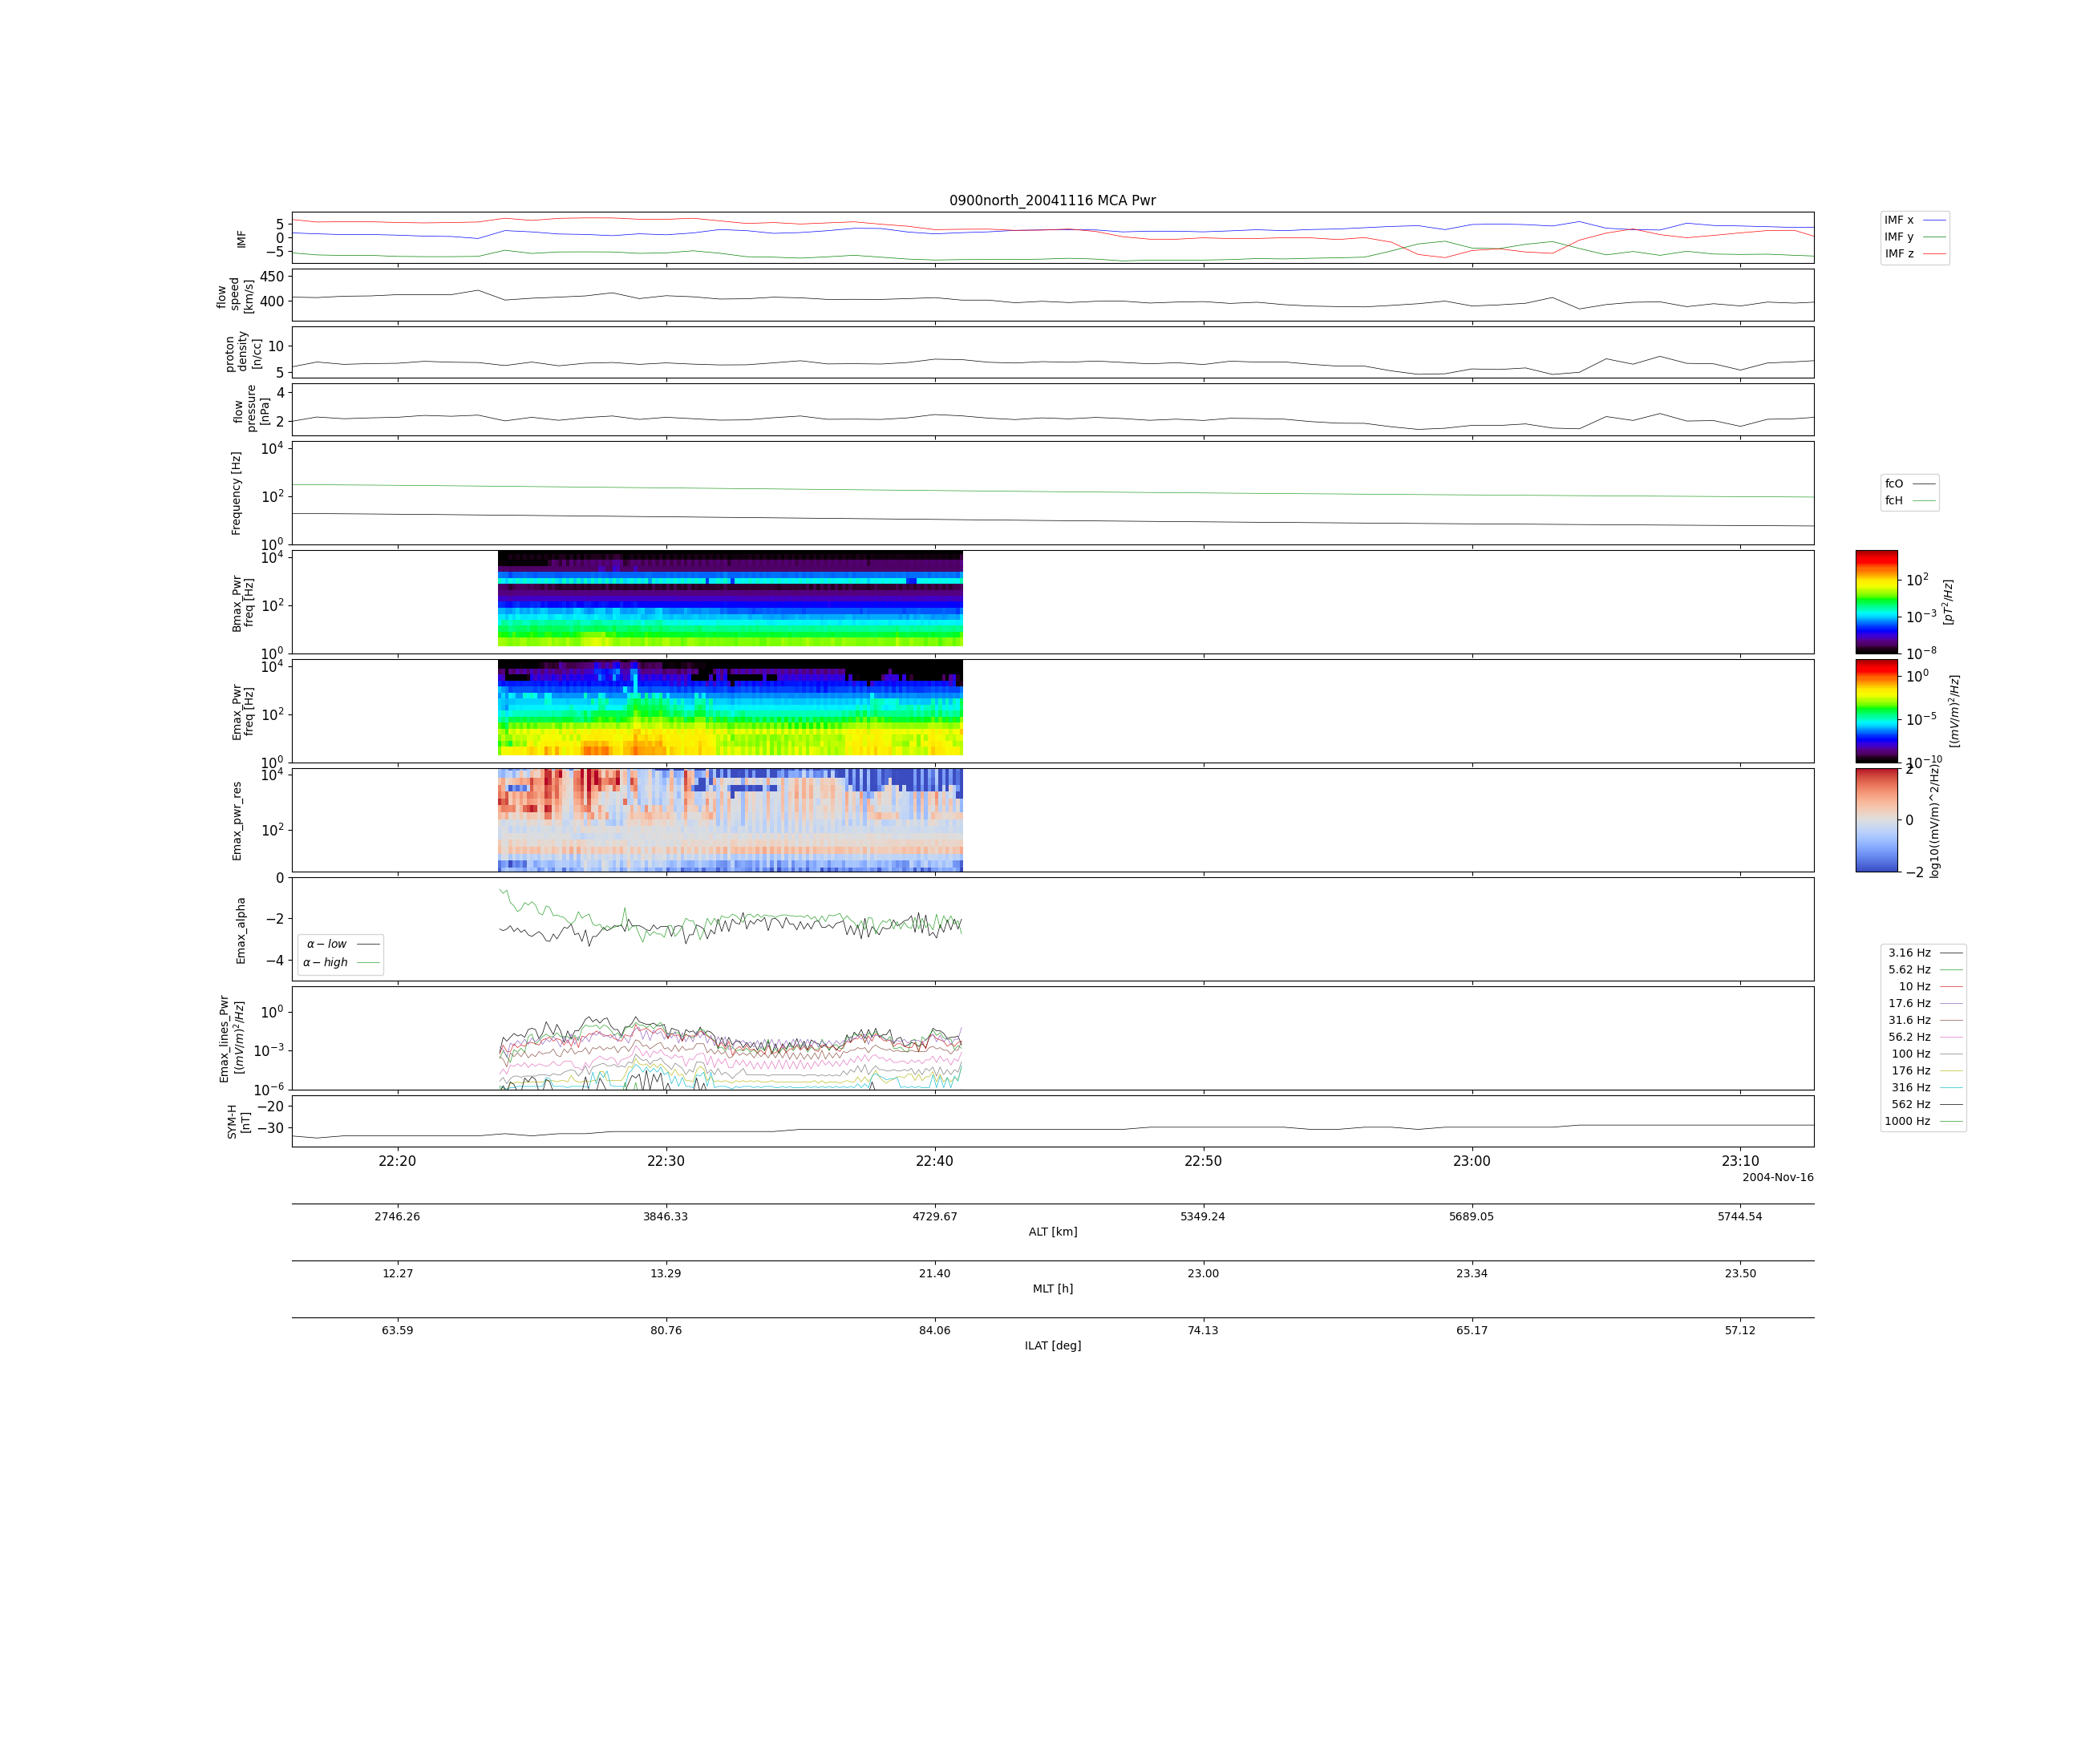 0900north_20041116 MCA Pwr
IMF
5
0
−5
IMF x
IMF y
IMF z
flow
speed
[km/s]
450
400
proton
density
[n/cc]
10
5
flow
pressure
[nPa]
4
2
Frequency [Hz]
10^4
10^2
10^0
fcO
fcH
Bmax_Pwr
freq [Hz]
10^4
10^2
10^0
10^2
10^−3
10^−8
[pT^2/Hz]
Emax_Pwr
freq [Hz]
10^4
10^2
10^0
10^0
10^−5
10^−10
[(mV/m)^2/Hz]
Emax_pwr_res
10^4
10^2
2
0
−2
log10((mV/m)^2/Hz)
Emax_alpha
0
−2
−4
α − low
α − high
Emax_lines_Pwr
[(mV/m)^2/Hz]
10^0
10^−3
10^−6
3.16 Hz
5.62 Hz
10 Hz
17.6 Hz
31.6 Hz
56.2 Hz
100 Hz
176 Hz
316 Hz
562 Hz
1000 Hz
SYM-H
[nT]
−20
−30
22:20 22:30 22:40 22:50 23:00 23:10
2004-Nov-16
2746.26 3846.33 4729.67 5349.24 5689.05 5744.54
ALT [km]
12.27 13.29 21.40 23.00 23.34 23.50
MLT [h]
63.59 80.76 84.06 74.13 65.17 57.12
ILAT [deg]